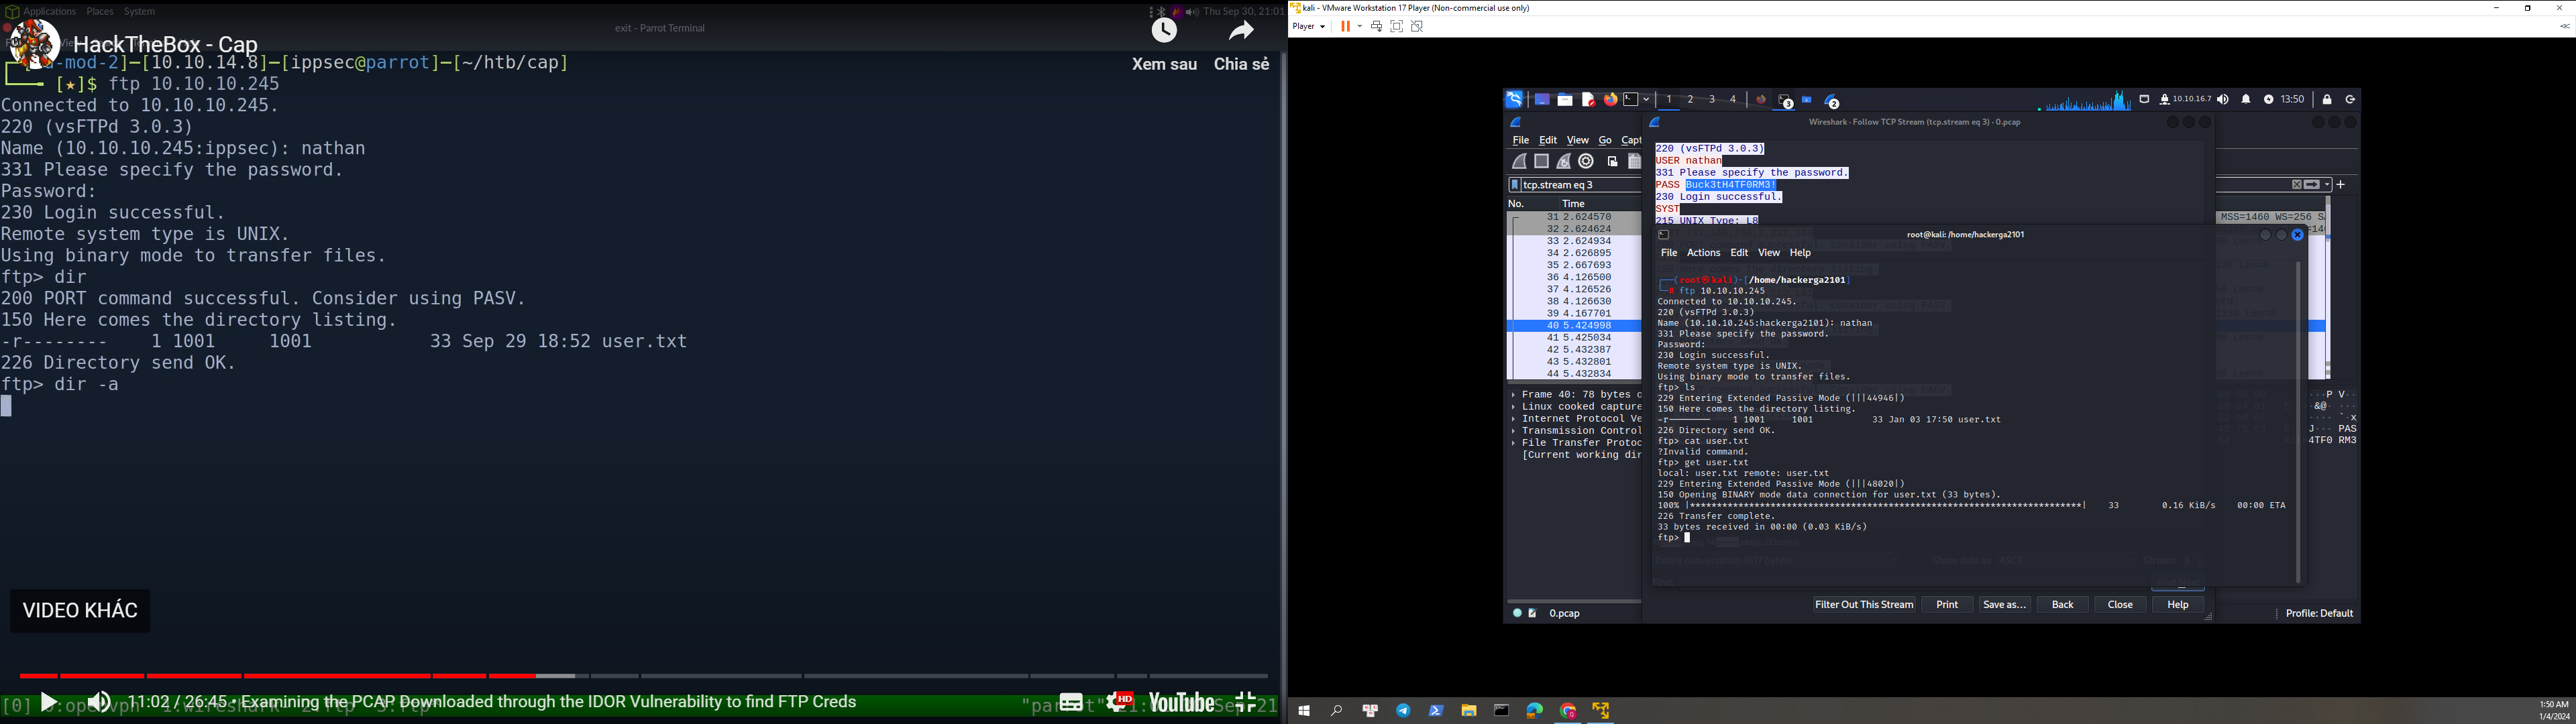 Applications Places System
Thu Sep 30, 21:01
exit - Parrot Terminal
HackTheBox - Cap
Xem sau Chia sẻ
-mod-2]─[10.10.14.8]─[ippsec@parrot]─[~/htb/cap]
[★]$ ftp 10.10.10.245
Connected to 10.10.10.245.
220 (vsFTPd 3.0.3)
Name (10.10.10.245:ippsec): nathan
331 Please specify the password.
Password:
230 Login successful.
Remote system type is UNIX.
Using binary mode to transfer files.
ftp> dir
200 PORT command successful. Consider using PASV.
150 Here comes the directory listing.
-r-------- 1 1001 1001 33 Sep 29 18:52 user.txt
226 Directory send OK.
ftp> dir -a
VIDEO KHÁC
11:02 / 26:45 • Examining the PCAP Downloaded through the IDOR Vulnerability to find FTP Creds
HD
YouTube
kali - VMware Workstation 17 Player (Non-commercial use only)
Player
1 2 3 4
3
2
10.10.16.7
13:50
Wireshark · Follow TCP Stream (tcp.stream eq 3) · 0.pcap
File Edit View Go Capt
220 (vsFTPd 3.0.3)
USER nathan
331 Please specify the password.
PASS Buck3tH4TF0RM3!
230 Login successful.
SYST
215 UNIX Type: L8
tcp.stream eq 3
No. Time
31 2.624570
32 2.624624
33 2.624934
34 2.626895
35 2.667693
36 4.126500
37 4.126526
38 4.126630
39 4.167701
40 5.424998
41 5.425034
42 5.432387
43 5.432801
44 5.432834
MSS=1460 WS=256 S
Frame 40: 78 bytes o
Linux cooked capture
Internet Protocol Ve
Transmission Control
File Transfer Protoc
[Current working dir
root@kali: /home/hackerga2101
File Actions Edit View Help
(root㉿kali)-[/home/hackerga2101]
# ftp 10.10.10.245
Connected to 10.10.10.245.
220 (vsFTPd 3.0.3)
Name (10.10.10.245:hackerga2101): nathan
331 Please specify the password.
Password:
230 Login successful.
Remote system type is UNIX.
Using binary mode to transfer files.
ftp> ls
229 Entering Extended Passive Mode (|||44946|)
150 Here comes the directory listing.
-r-------- 1 1001 1001 33 Jan 03 17:50 user.txt
226 Directory send OK.
ftp> cat user.txt
?Invalid command.
ftp> get user.txt
local: user.txt remote: user.txt
229 Entering Extended Passive Mode (|||48020|)
150 Opening BINARY mode data connection for user.txt (33 bytes).
100% |***********************************************************************| 33 0.16 KiB/s 00:00 ETA
226 Transfer complete.
33 bytes received in 00:00 (0.03 KiB/s)
ftp>
····P V··
&@·
J··· PAS
4TF0 RM3
Filter Out This Stream Print Save as... Back Close Help
0.pcap
Profile: Default
1:50 AM
1/4/2024